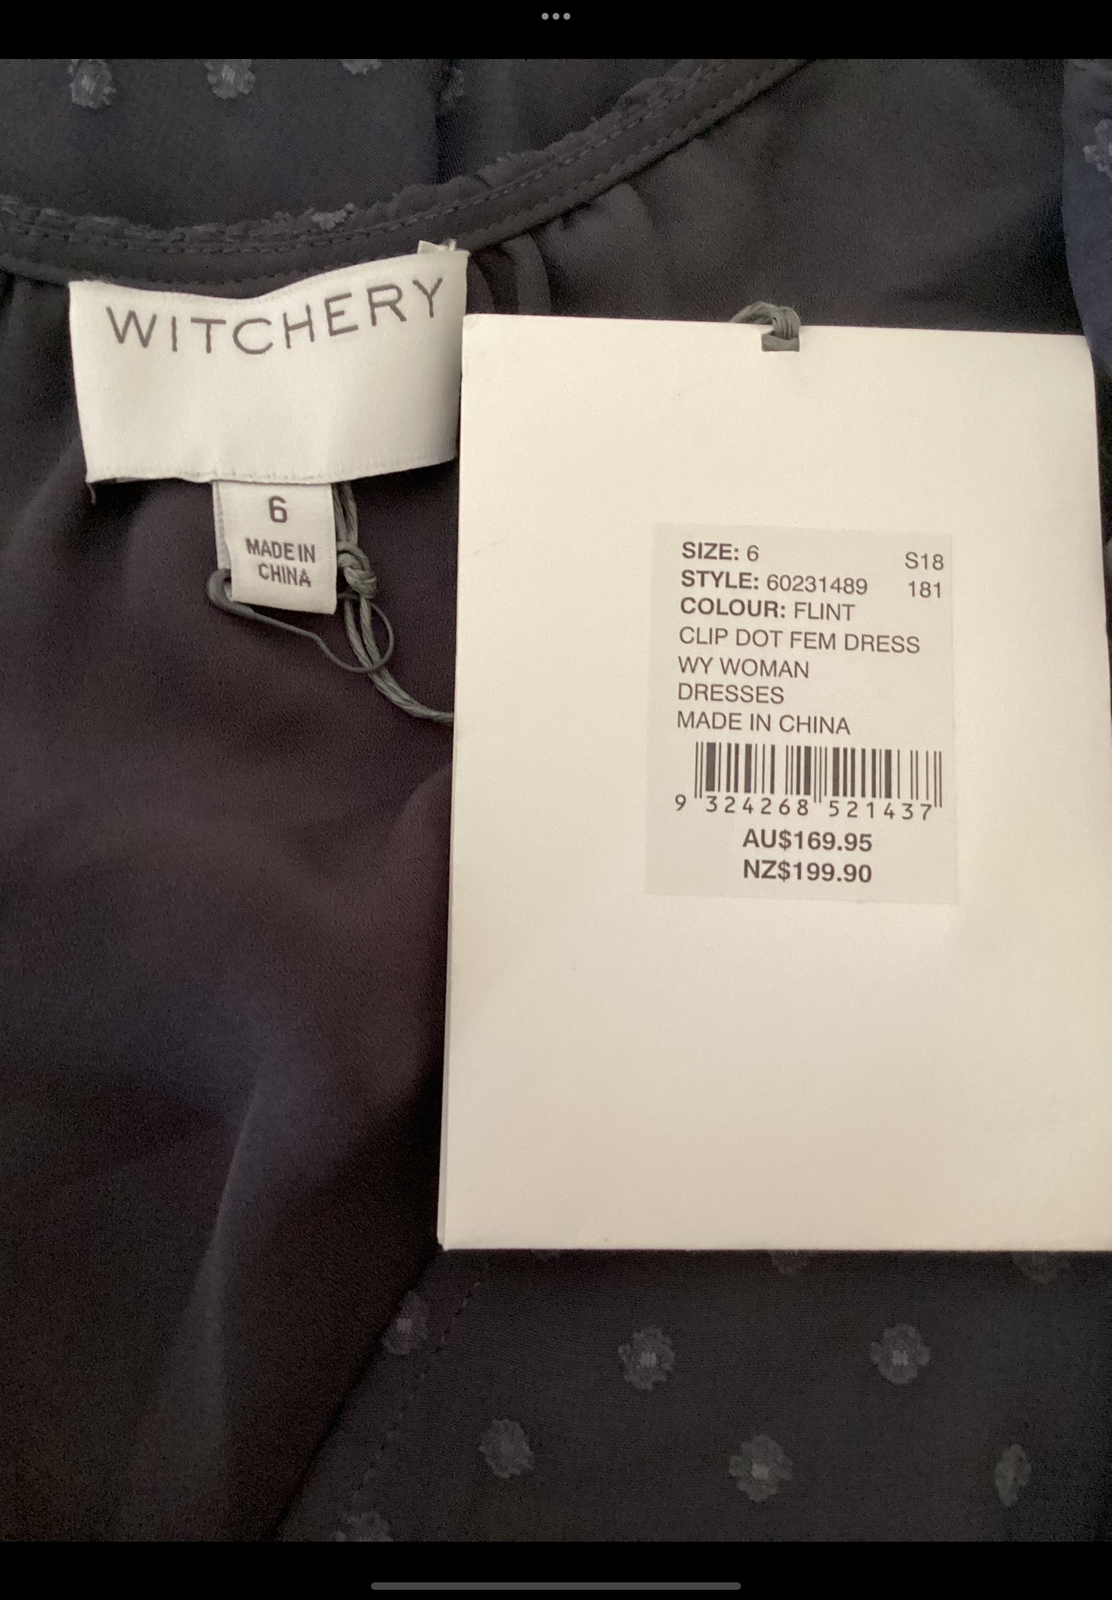 WITCHERY
6
MADE IN
CHINA
SIZE: 6
S18
STYLE: 60231489
181
COLOUR: FLINT
CLIP DOT FEM DRESS
WY WOMAN
DRESSES
MADE IN CHINA
9 324268 521437
AU$169.95
NZ$199.90